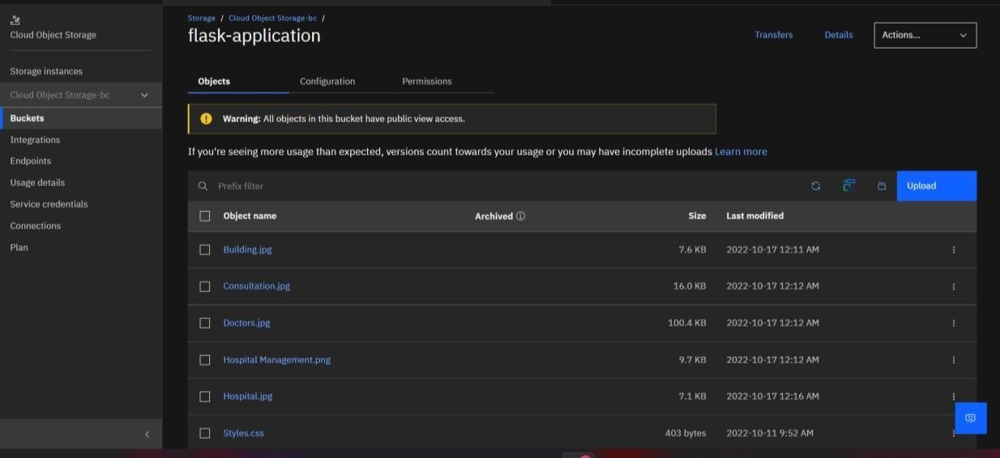 Cloud Object Storage
Storage instances
Cloud Object Storage-bc
Buckets
Integrations
Endpoints
Usage details
Service credentials
Connections
Plan
Storage / Cloud Object Storage-bc /
flask-application
Transfers Details Actions...
Objects Configuration Permissions
Warning: All objects in this bucket have public view access.
If you're seeing more usage than expected, versions count towards your usage or you may have incomplete uploads Learn more
Prefix filter Upload
Object name Archived Size Last modified
Building.jpg 7.6 KB 2022-10-17 12:11 AM
Consultation.jpg 16.0 KB 2022-10-17 12:12 AM
Doctors.jpg 100.4 KB 2022-10-17 12:12 AM
Hospital Management.png 9.7 KB 2022-10-17 12:12 AM
Hospital.jpg 7.1 KB 2022-10-17 12:16 AM
Styles.css 403 bytes 2022-10-11 9:52 AM